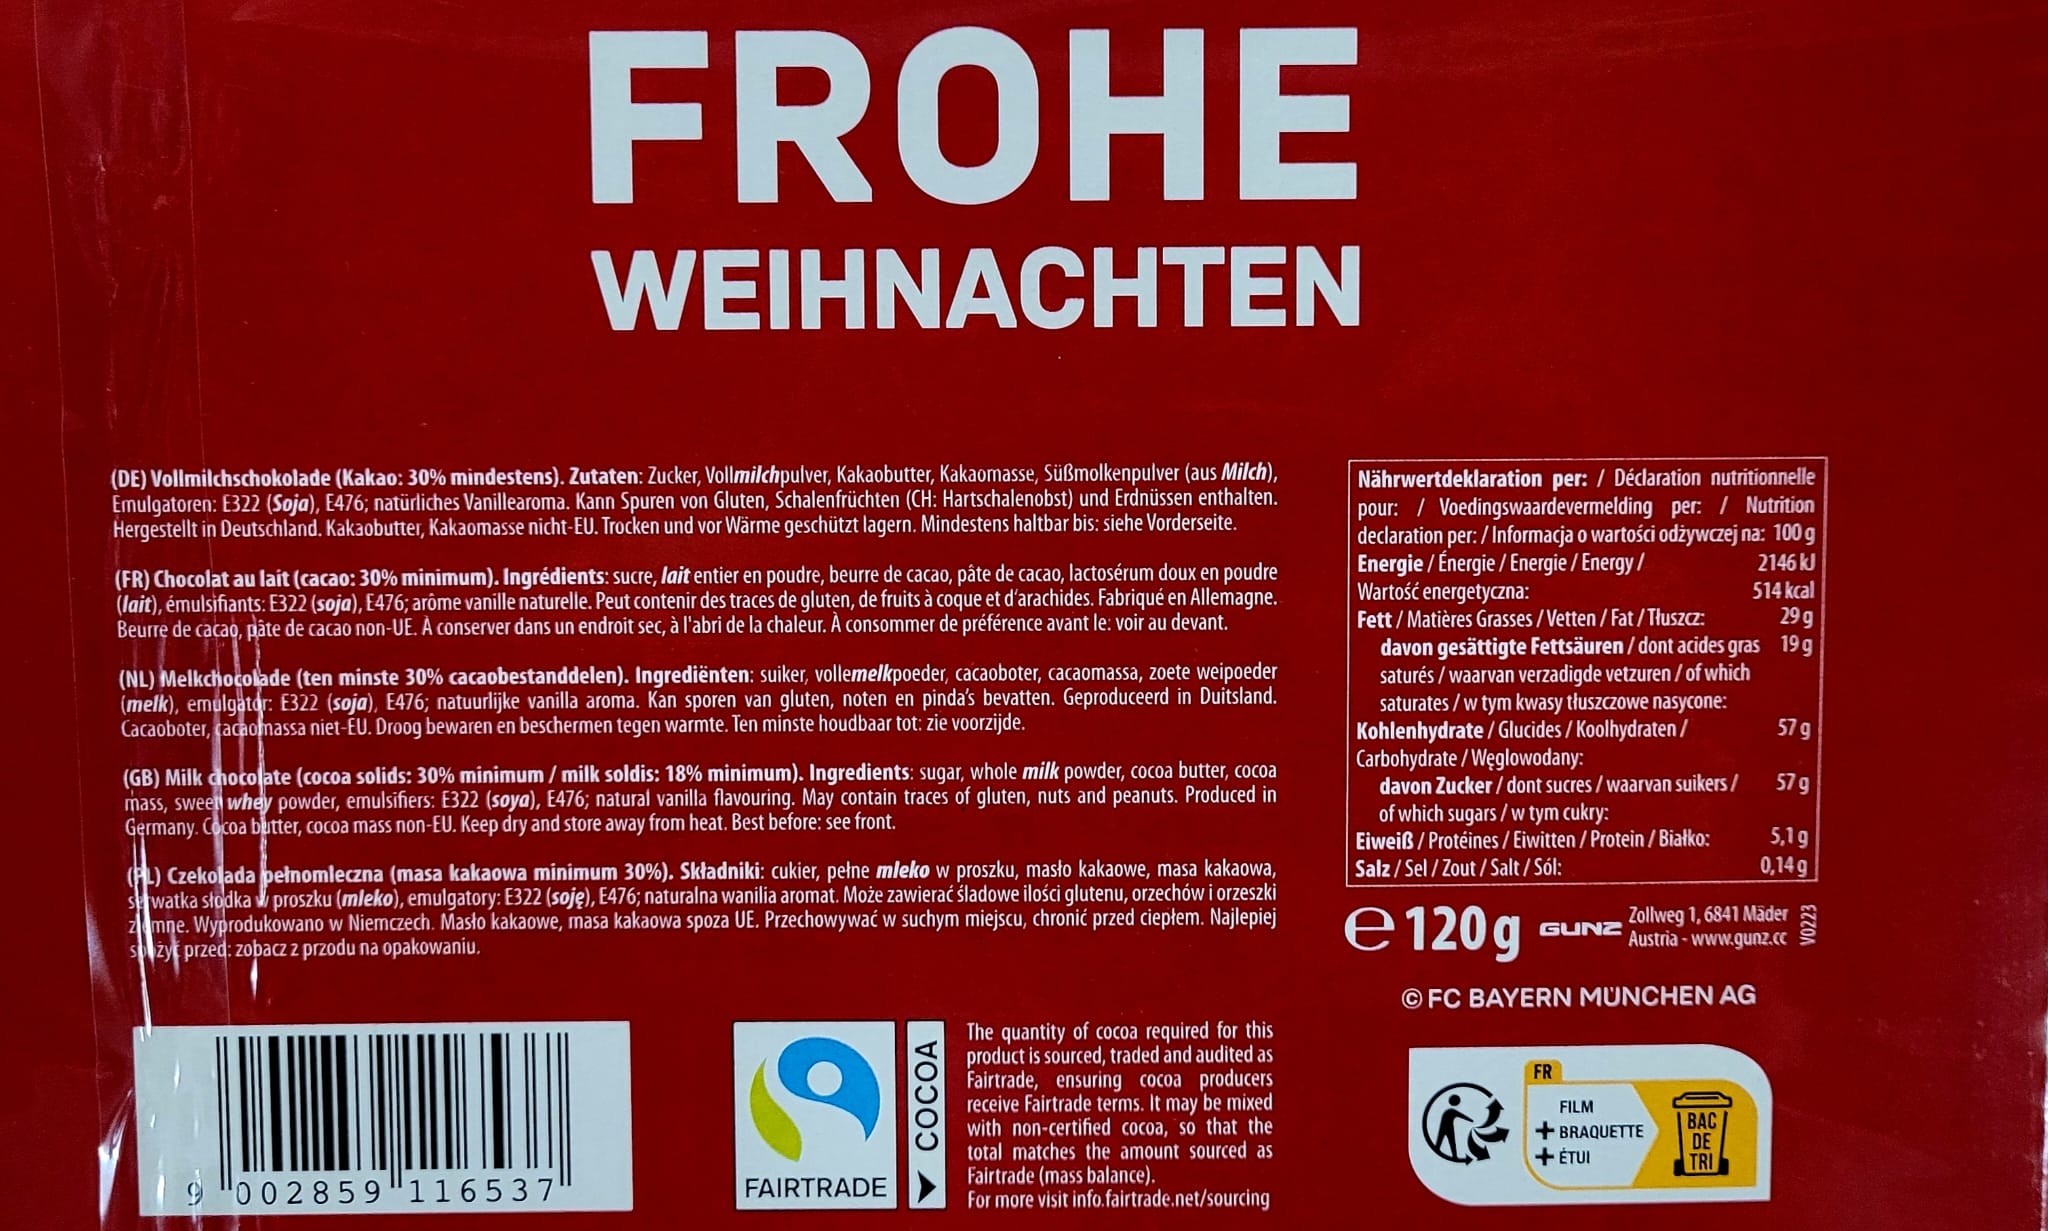 FROHE
WEIHNACHTEN
(DE) Vollmilchschokolade (Kakao: 30% mindestens). Zutaten: Zucker, Vollmilchpulver, Kakaobutter, Kakaomasse, Süßmolkenpulver (aus Milch),
Emulgatoren: E322 (Soja), E476; natürliches Vanillearoma. Kann Spuren von Gluten, Schalenfrüchten (CH: Hartschalenobst) und Erdnüssen enthalten.
Hergestellt in Deutschland. Kakaobutter, Kakaomasse nicht-EU. Trocken und vor Wärme geschützt lagern. Mindestens haltbar bis: siehe Vorderseite.
(FR) Chocolat au lait (cacao: 30% minimum). Ingrédients: sucre, lait entier en poudre, beurre de cacao, pâte de cacao, lactosérum doux en poudre
(lait), émulsifiants: E322 (soja), E476; arôme vanille naturelle. Peut contenir des traces de gluten, de fruits à coque et d'arachides. Fabriqué en Allemagne.
Beurre de cacao, pâte de cacao non-UE. À conserver dans un endroit sec, à l'abri de la chaleur. À consommer de préférence avant le: voir au devant.
(NL) Melkchocolade (ten minste 30% cacaobestanddelen). Ingrediënten: suiker, vollemelkpoeder, cacaoboter, cacaomassa, zoete weipoeder
(melk), emulgator: E322 (soja), E476; natuurlijke vanilla aroma. Kan sporen van gluten, noten en pinda's bevatten. Geproduceerd in Duitsland.
Cacaoboter, cacaomassa niet-EU. Droog bewaren en beschermen tegen warmte. Ten minste houdbaar tot: zie voorzijde.
(GB) Milk chocolate (cocoa solids: 30% minimum / milk soldis: 18% minimum). Ingredients: sugar, whole milk powder, cocoa butter, cocoa
mass, sweet whey powder, emulsifiers: E322 (soya), E476; natural vanilla flavouring. May contain traces of gluten, nuts and peanuts. Produced in
Germany. Cocoa butter, cocoa mass non-EU. Keep dry and store away from heat. Best before: see front.
(PL) Czekolada pełnomleczna (masa kakaowa minimum 30%). Składniki: cukier, pełne mleko w proszku, masło kakaowe, masa kakaowa,
serwatka słodka w proszku (mleko), emulgatory: E322 (soję), E476; naturalna wanilia aromat. Może zawierać śladowe ilości glutenu, orzechów i orzeszki
ziemne. Wyprodukowano w Niemczech. Masło kakaowe, masa kakaowa spoza UE. Przechowywać w suchym miejscu, chronić przed ciepłem. Najlepiej
spożyć przed: zobacz z przodu na opakowaniu.
Nährwertdeklaration per: / Déclaration nutritionnelle
pour: / Voedingswaardevermelding per: / Nutrition
declaration per: / Informacja o wartości odżywczej na: 100 g
Energie / Énergie / Energie / Energy / 2146 kJ
Wartość energetyczna: 514 kcal
Fett / Matières Grasses / Vetten / Fat / Tłuszcz: 29 g
davon gesättigte Fettsäuren / dont acides gras 19 g
saturés / waarvan verzadigde vetzuren / of which
saturates / w tym kwasy tłuszczowe nasycone:
Kohlenhydrate / Glucides / Koolhydraten / 57 g
Carbohydrate / Węglowodany:
davon Zucker / dont sucres / waarvan suikers / 57 g
of which sugars / w tym cukry:
Eiweiß / Protéines / Eiwitten / Protein / Białko: 5,1 g
Salz / Sel / Zout / Salt / Sól: 0,14 g
e 120 g GUNZ Zollweg 1, 6841 Mäder
Austria - www.gunz.cc
V0223
© FC BAYERN MÜNCHEN AG
9 002859 116537
FAIRTRADE
COCOA
The quantity of cocoa required for this
product is sourced, traded and audited as
Fairtrade, ensuring cocoa producers
receive Fairtrade terms. It may be mixed
with non-certified cocoa, so that the
total matches the amount sourced as
Fairtrade (mass balance).
For more visit info.fairtrade.net/sourcing
FR
FILM
+ BRAQUETTE
+ ÉTUI
BAC
DE
TRI